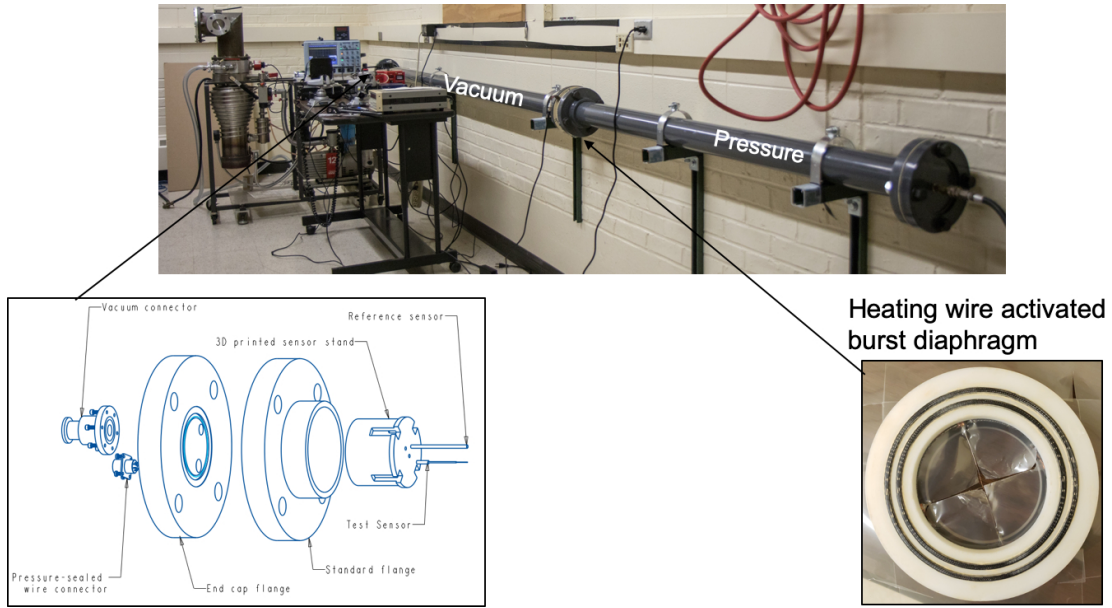 Vacuum
Pressure
12
Vacuum connector
Reference sensor
3D printed sensor stand
Test Sensor
Standard flange
End cap flange
Pressure-sealed
wire connector
Heating wire activated
burst diaphragm